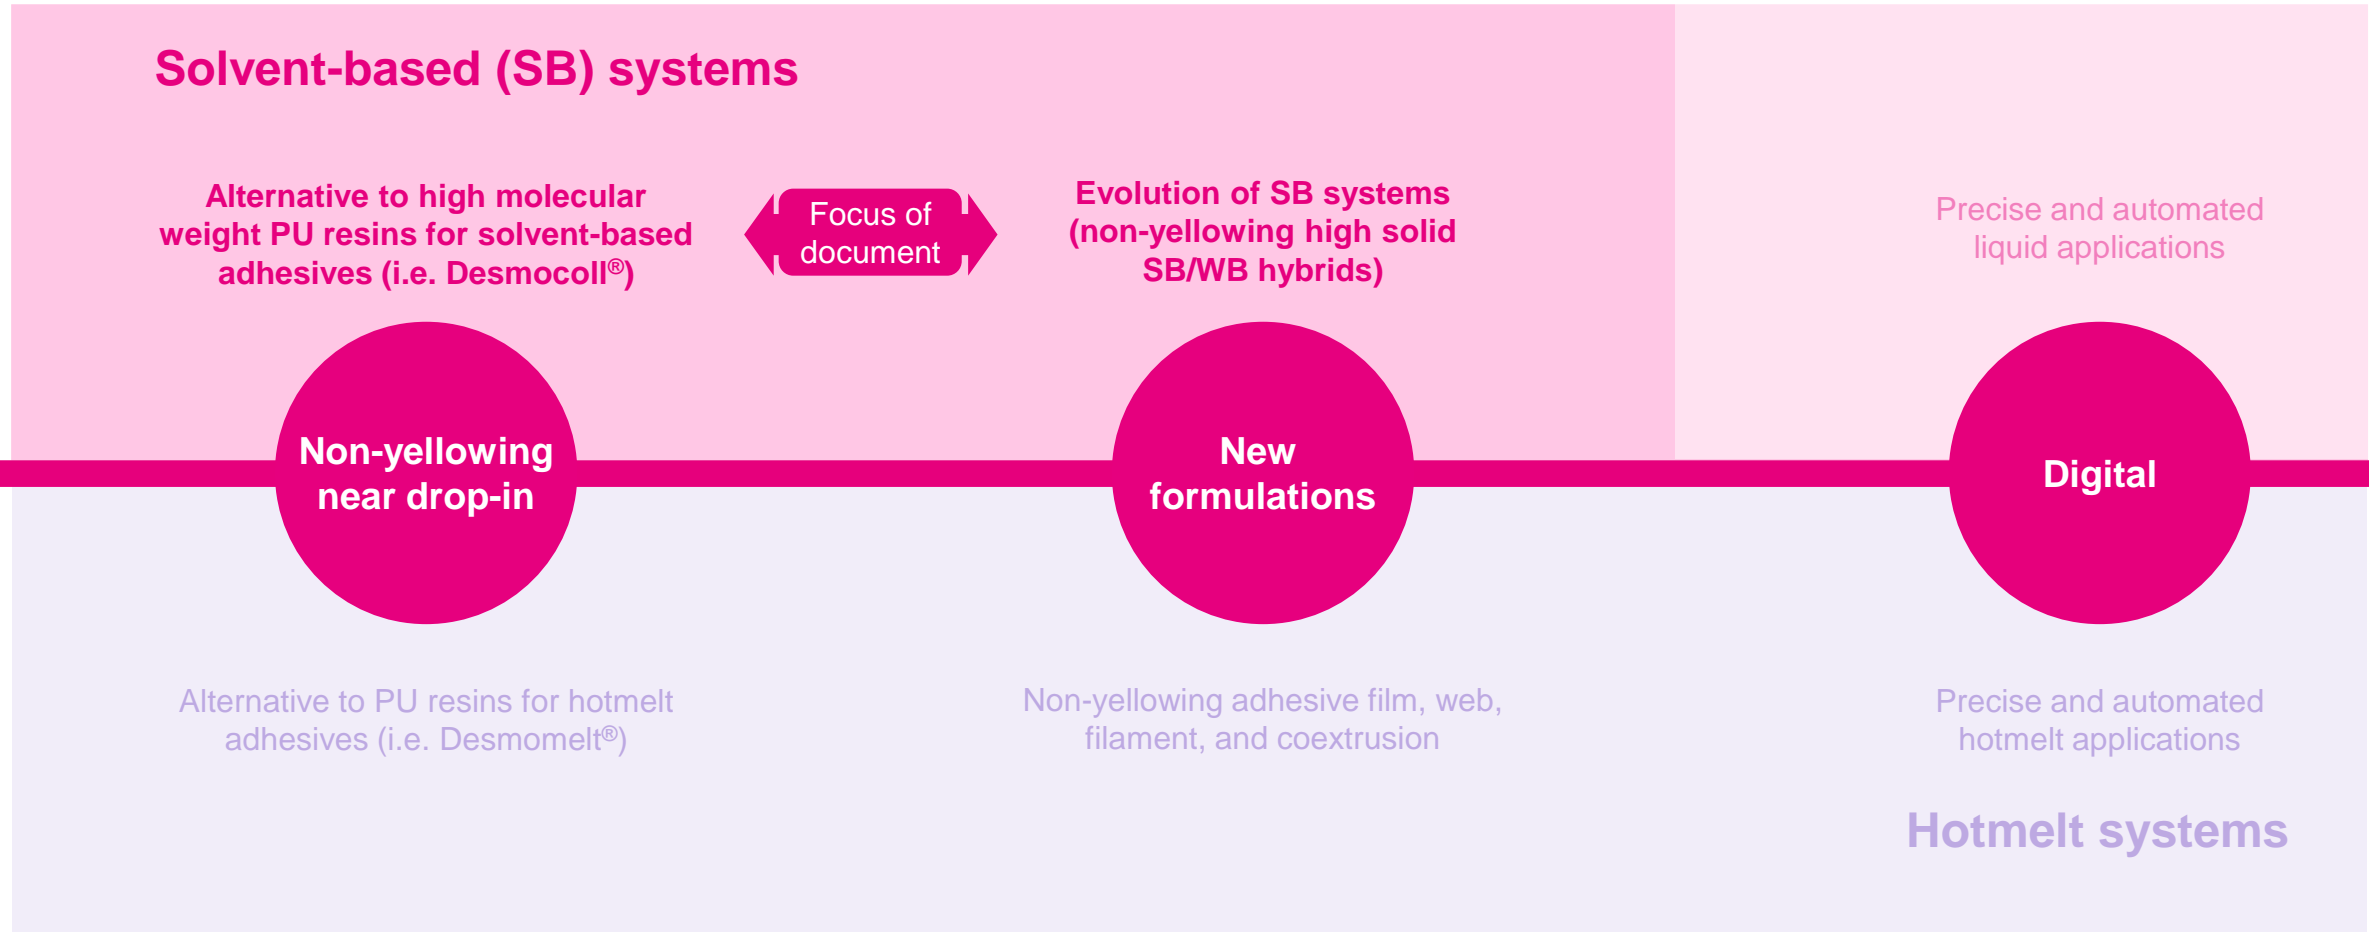 Solvent-based (SB) systems
Alternative to high molecular
weight PU resins for solvent-based
adhesives (i.e. Desmocoll®)
Focus of
document
Evolution of SB systems
(non-yellowing high solid
SB/WB hybrids)
Precise and automated
liquid applications
Non-yellowing
near drop-in
New
formulations
Digital
Alternative to PU resins for hotmelt
adhesives (i.e. Desmomelt®)
Non-yellowing adhesive film, web,
filament, and coextrusion
Precise and automated
hotmelt applications
Hotmelt systems